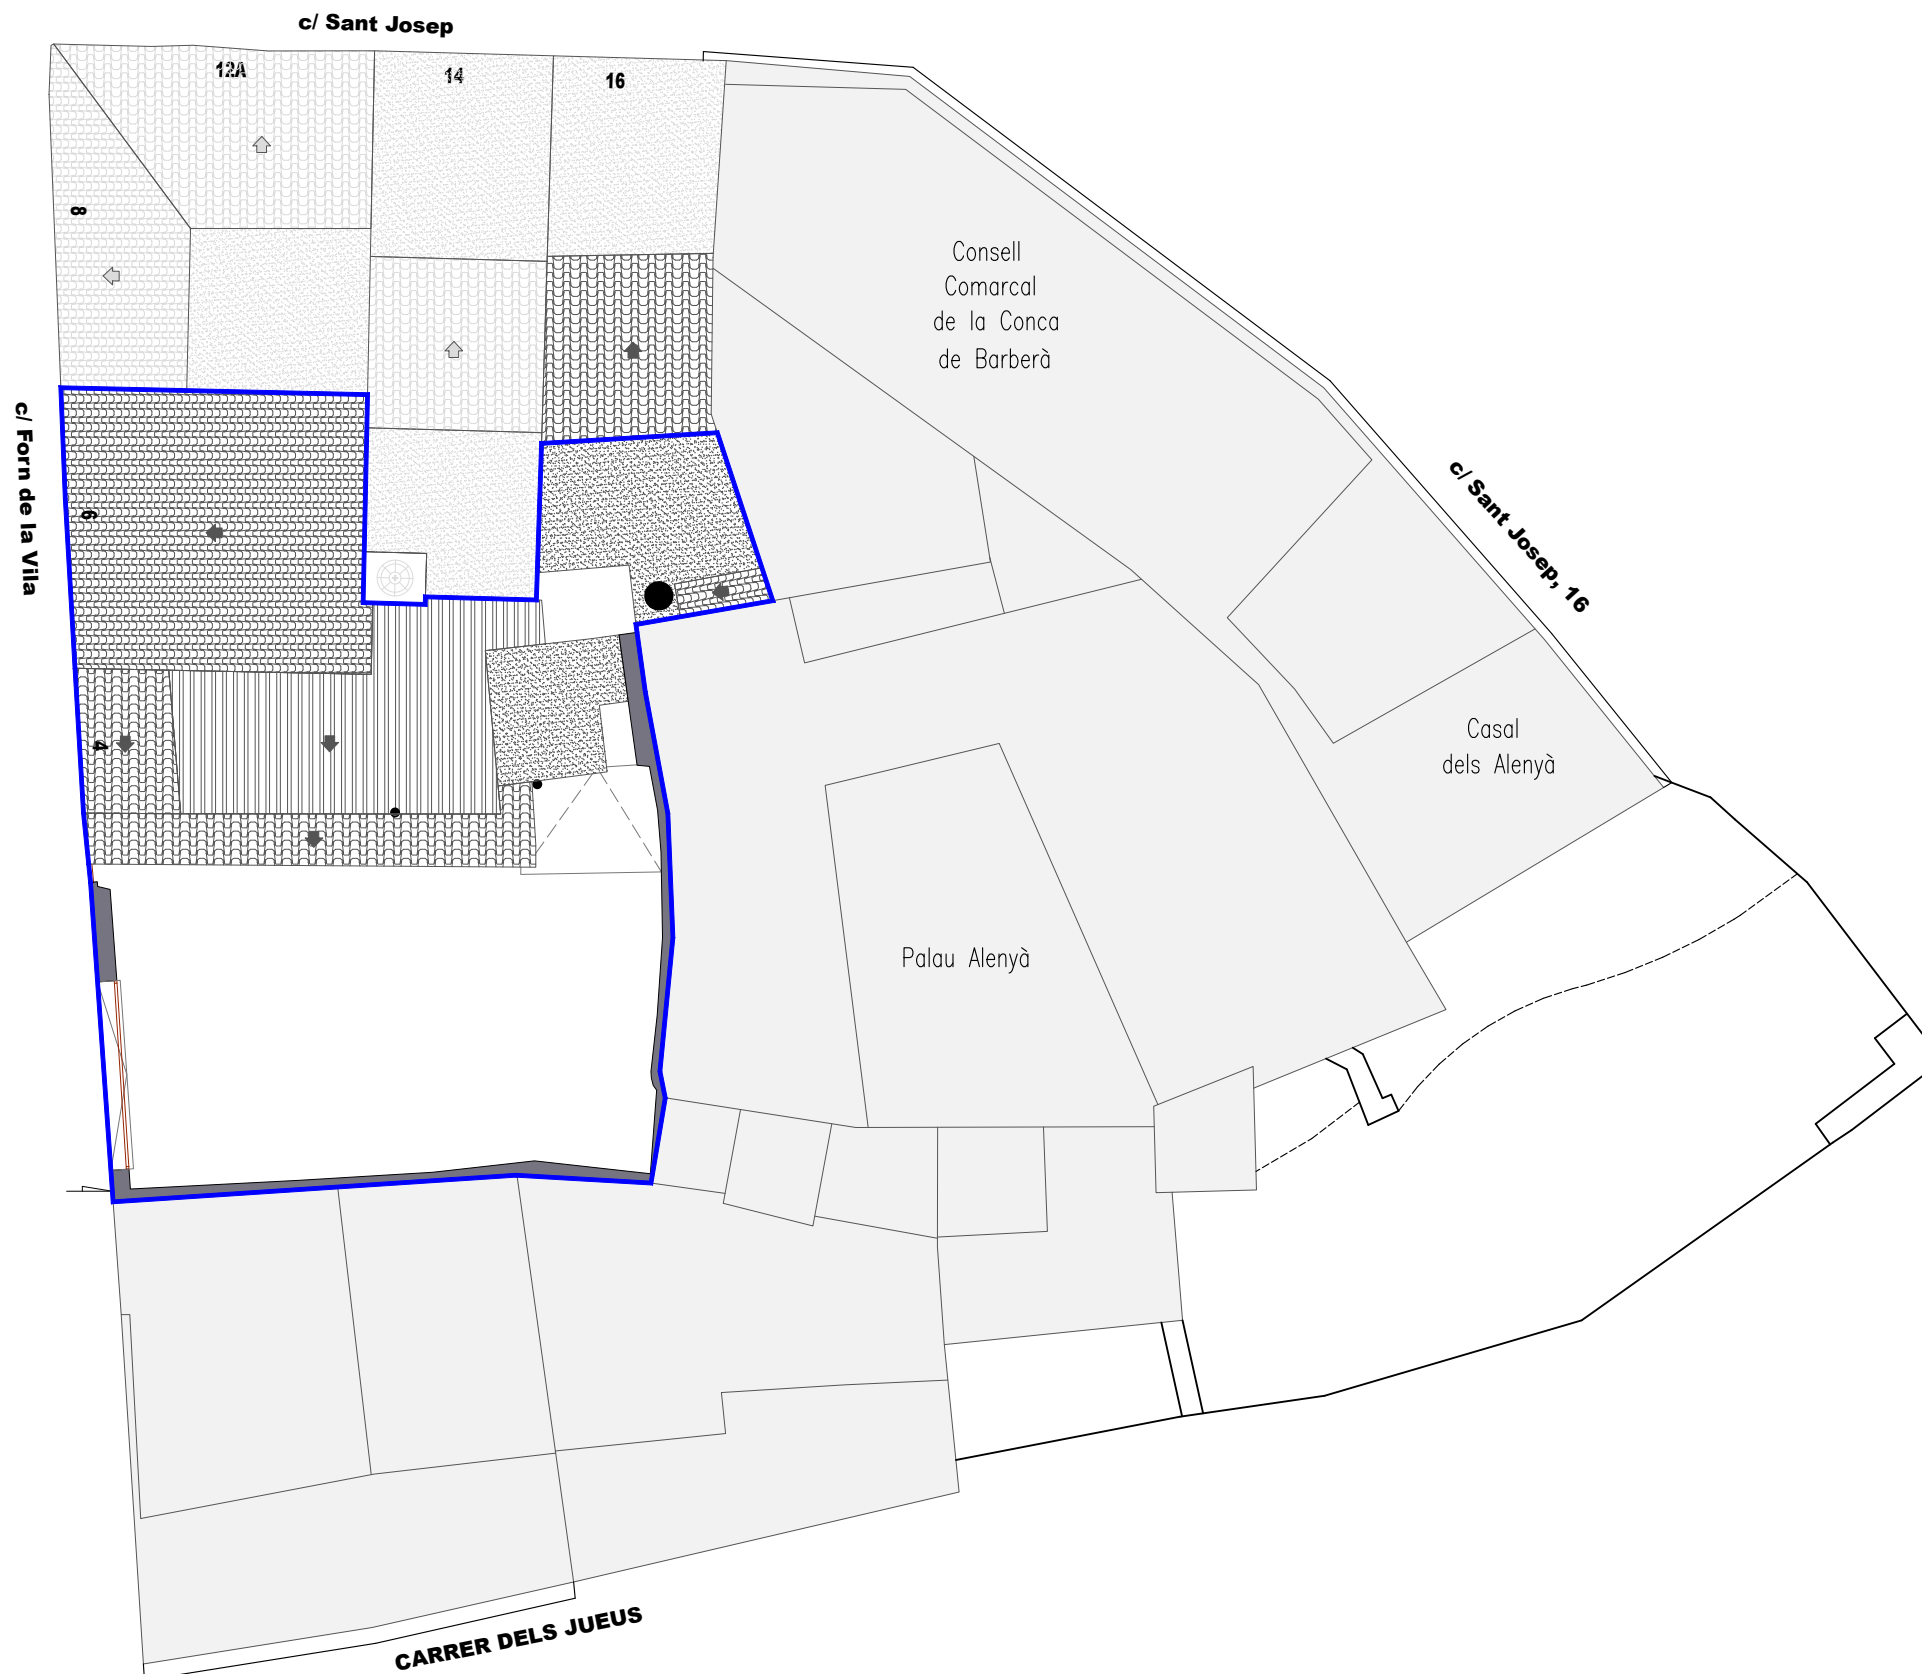 c/ Sant Josep
12A
14
16
8
Consell
Comarcal
de la Conca
de Barberà
c/ Forn de la Vila
6
c/ Sant Josep, 16
4
Casal
dels Alenyà
Palau Alenyà
CARRER DELS JUEUS